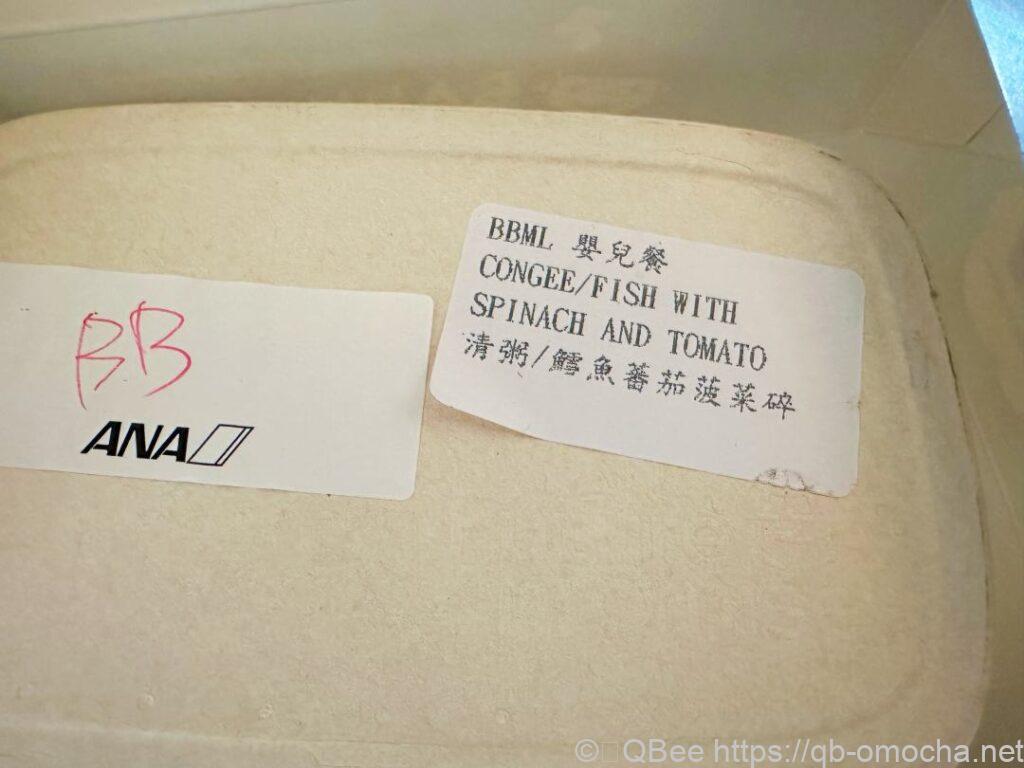 BBML 嬰兒餐
CONGEE/FISH WITH
SPINACH AND TOMATO
清粥/鱈魚蕃茄菠菜碎
BB
ANA
©QBee https://qb-omocha.net